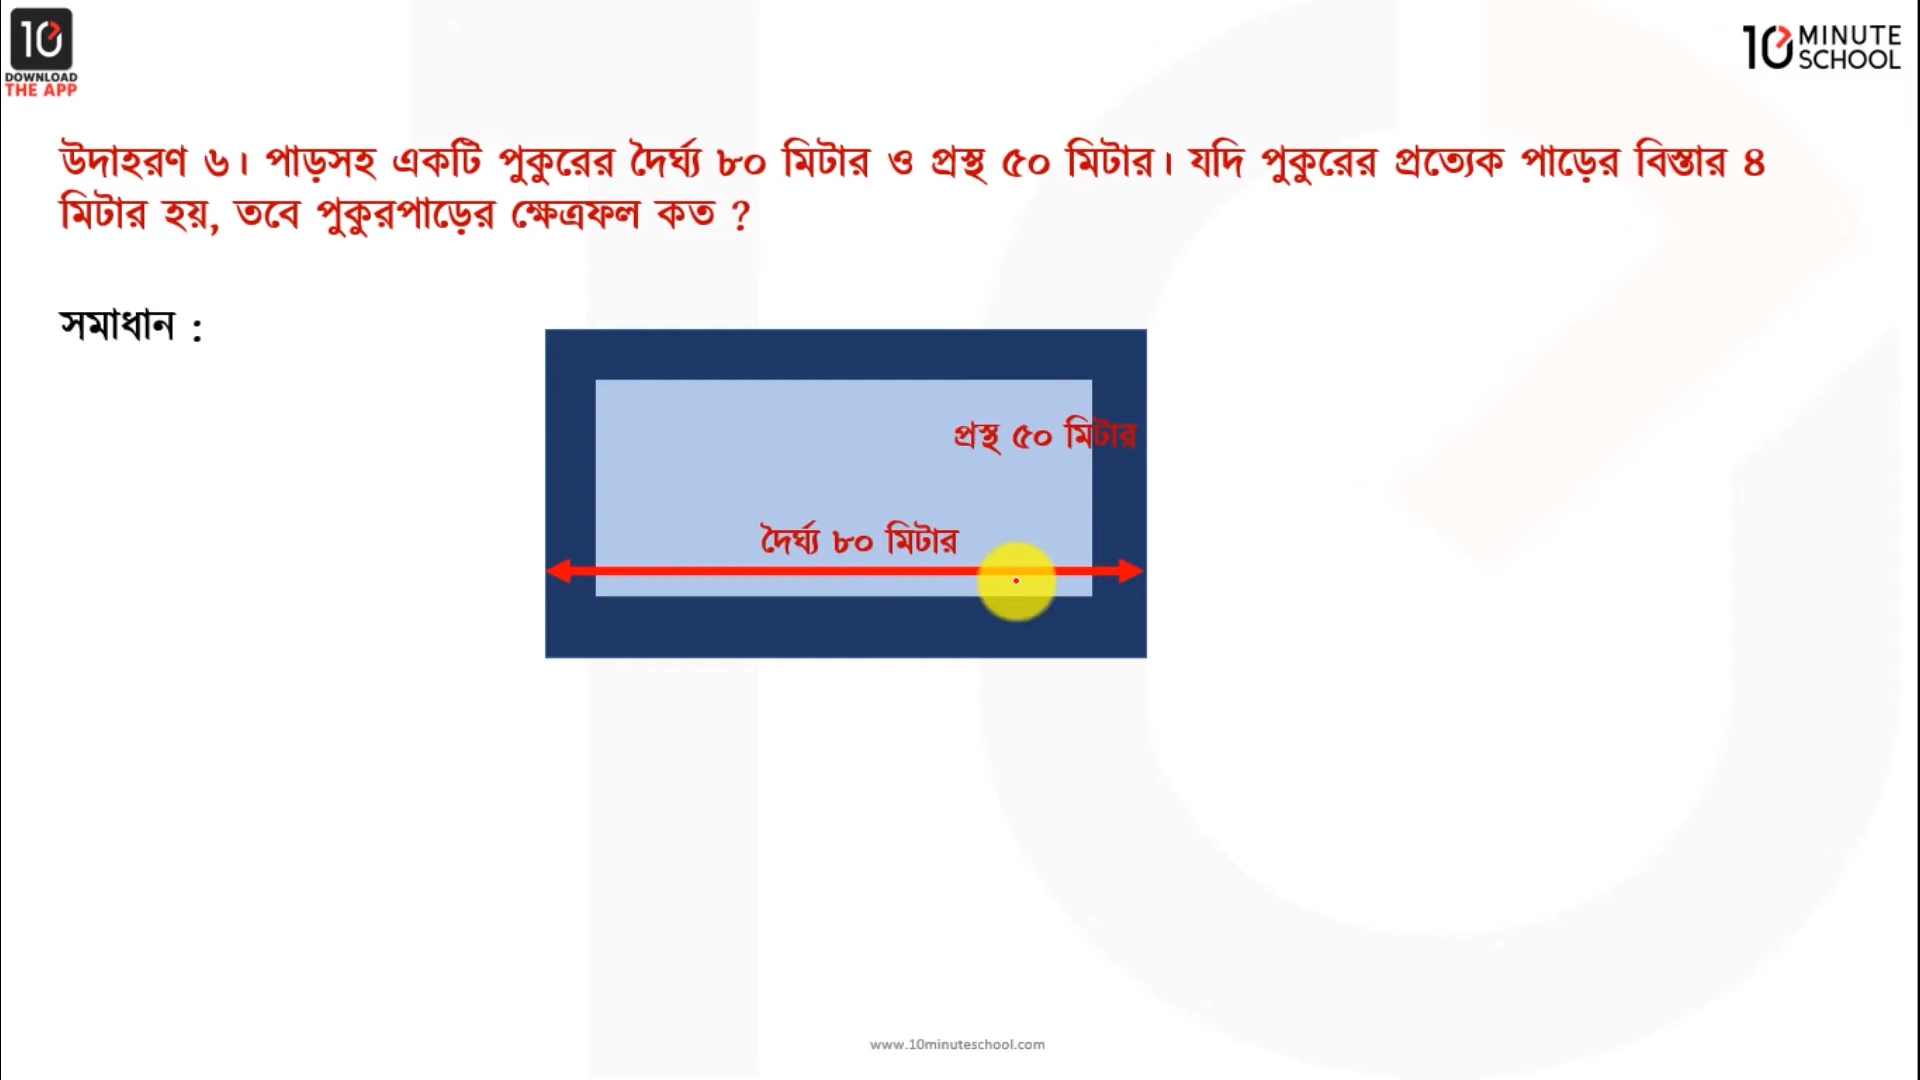 10
DOWNLOAD
THE APP
10 MINUTE
SCHOOL
উদাহরণ ৬। পাড়সহ একটি পুকুরের দৈর্ঘ্য ৮০ মিটার ও প্রস্থ ৫০ মিটার। যদি পুকুরের প্রত্যেক পাড়ের বিস্তার ৪
মিটার হয়, তবে পুকুরপাড়ের ক্ষেত্রফল কত ?
সমাধান :
প্রস্থ ৫০ মিটার
দৈর্ঘ্য ৮০ মিটার
www.10minuteschool.com